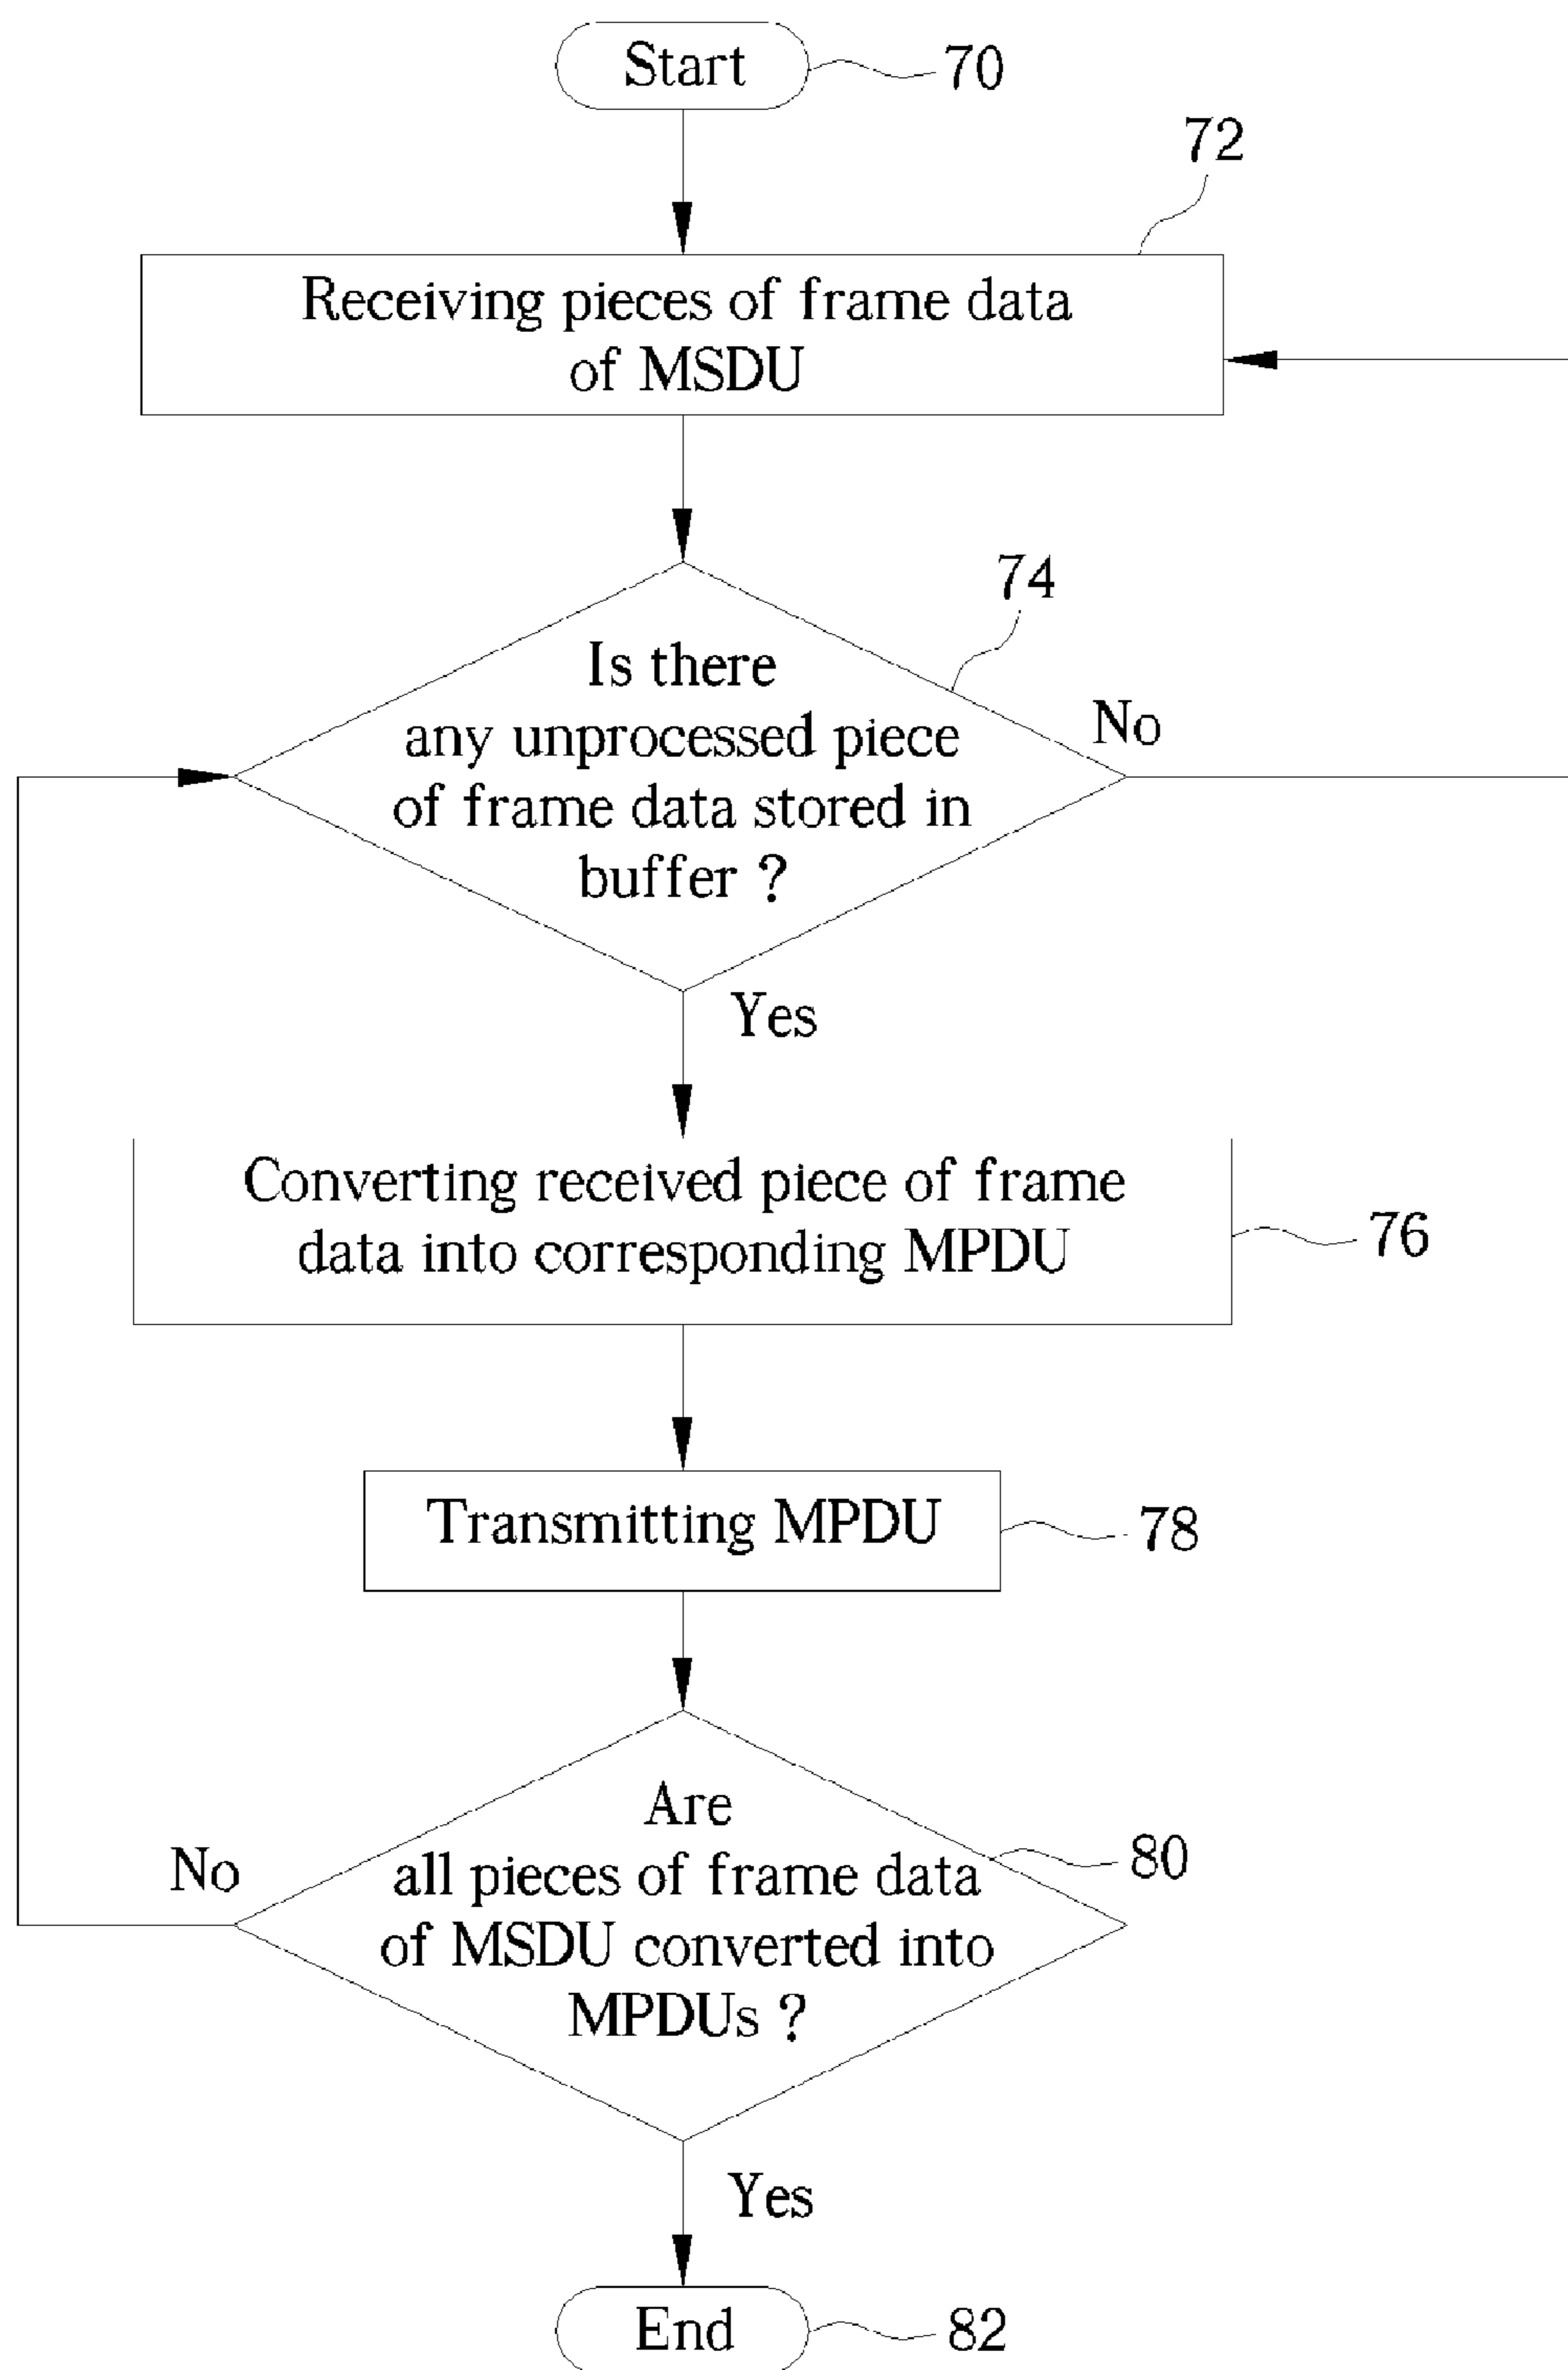 Start
70
72
Receiving pieces of frame data
of MSDU
74
Is there
any unprocessed piece
of frame data stored in
buffer ?
No
Yes
Converting received piece of frame
data into corresponding MPDU
76
Transmitting MPDU
78
Are
all pieces of frame data
of MSDU converted into
MPDUs ?
80
No
Yes
End
82